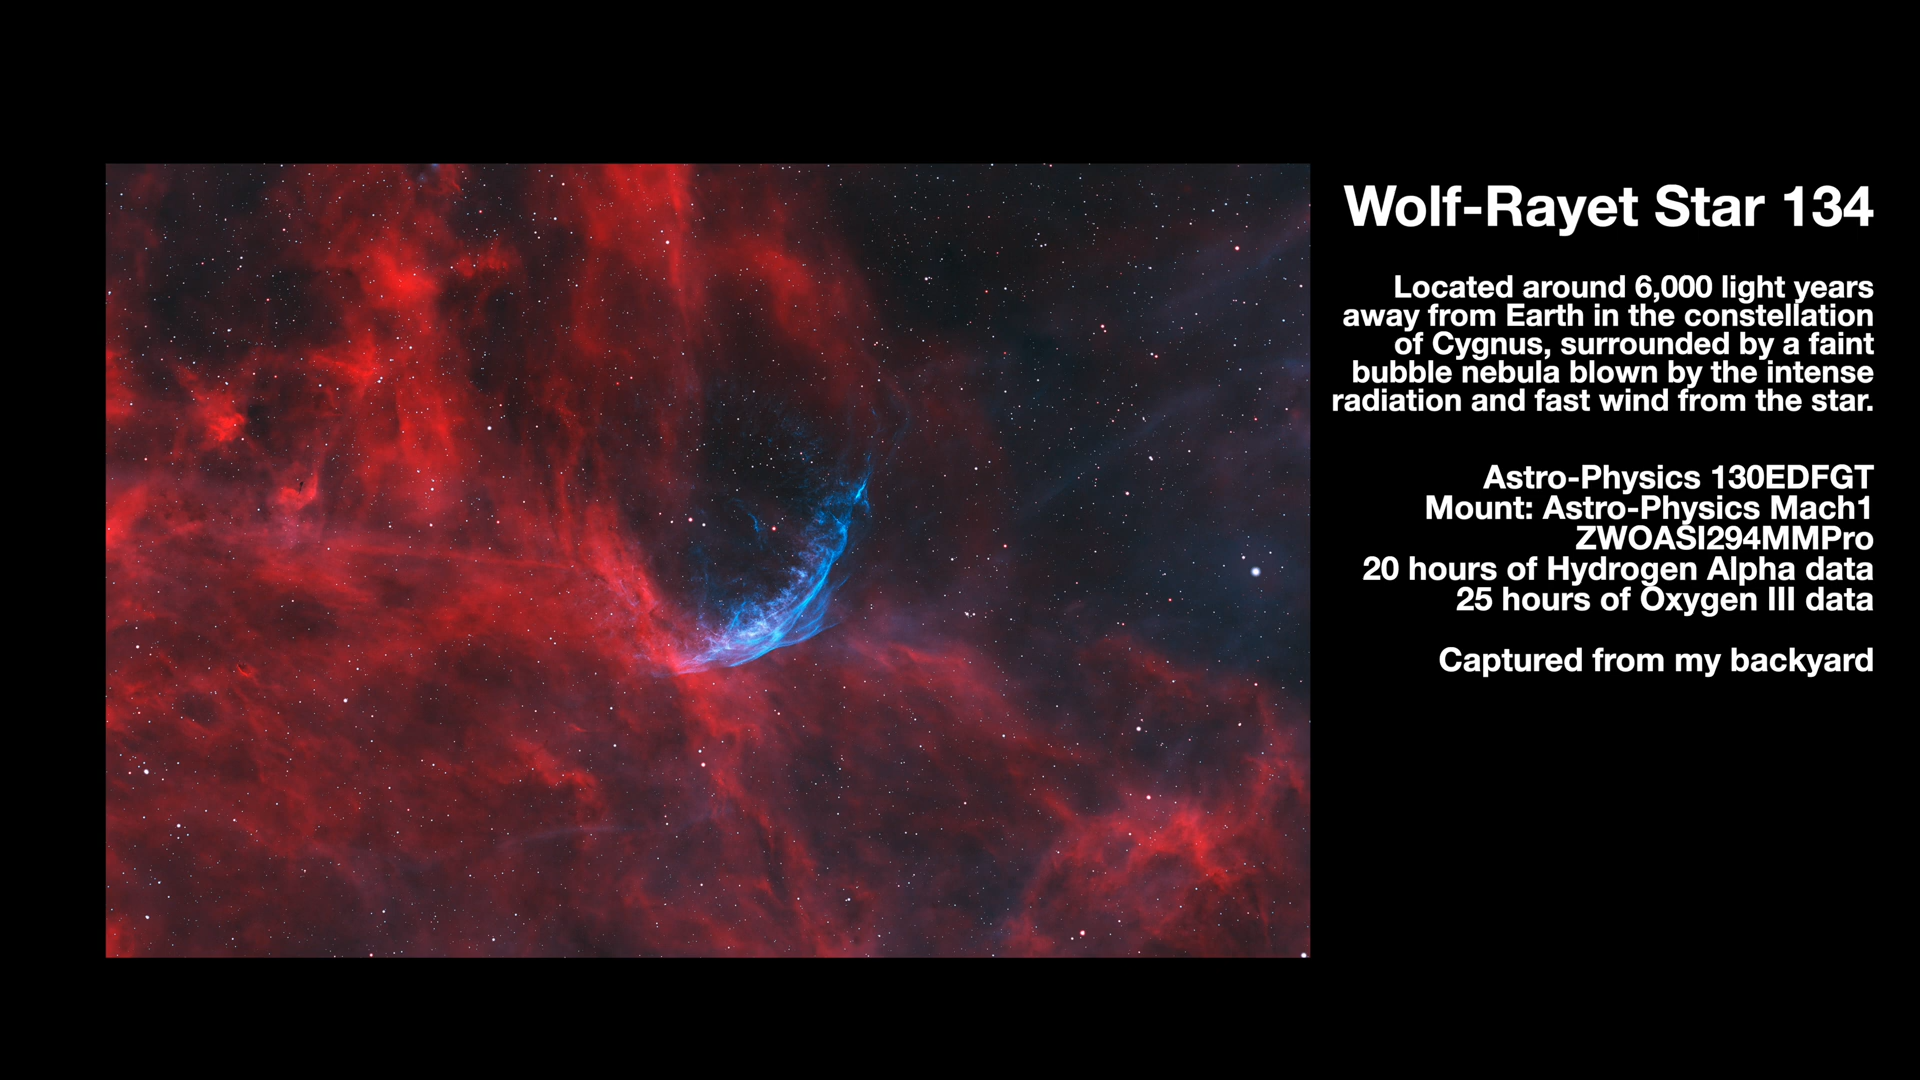 Wolf-Rayet Star 134
Located around 6,000 light years
away from Earth in the constellation
of Cygnus, surrounded by a faint
bubble nebula blown by the intense
radiation and fast wind from the star.
Astro-Physics 130EDFGT
Mount: Astro-Physics Mach1
ZWOASI294MMPro
20 hours of Hydrogen Alpha data
25 hours of Oxygen III data
Captured from my backyard